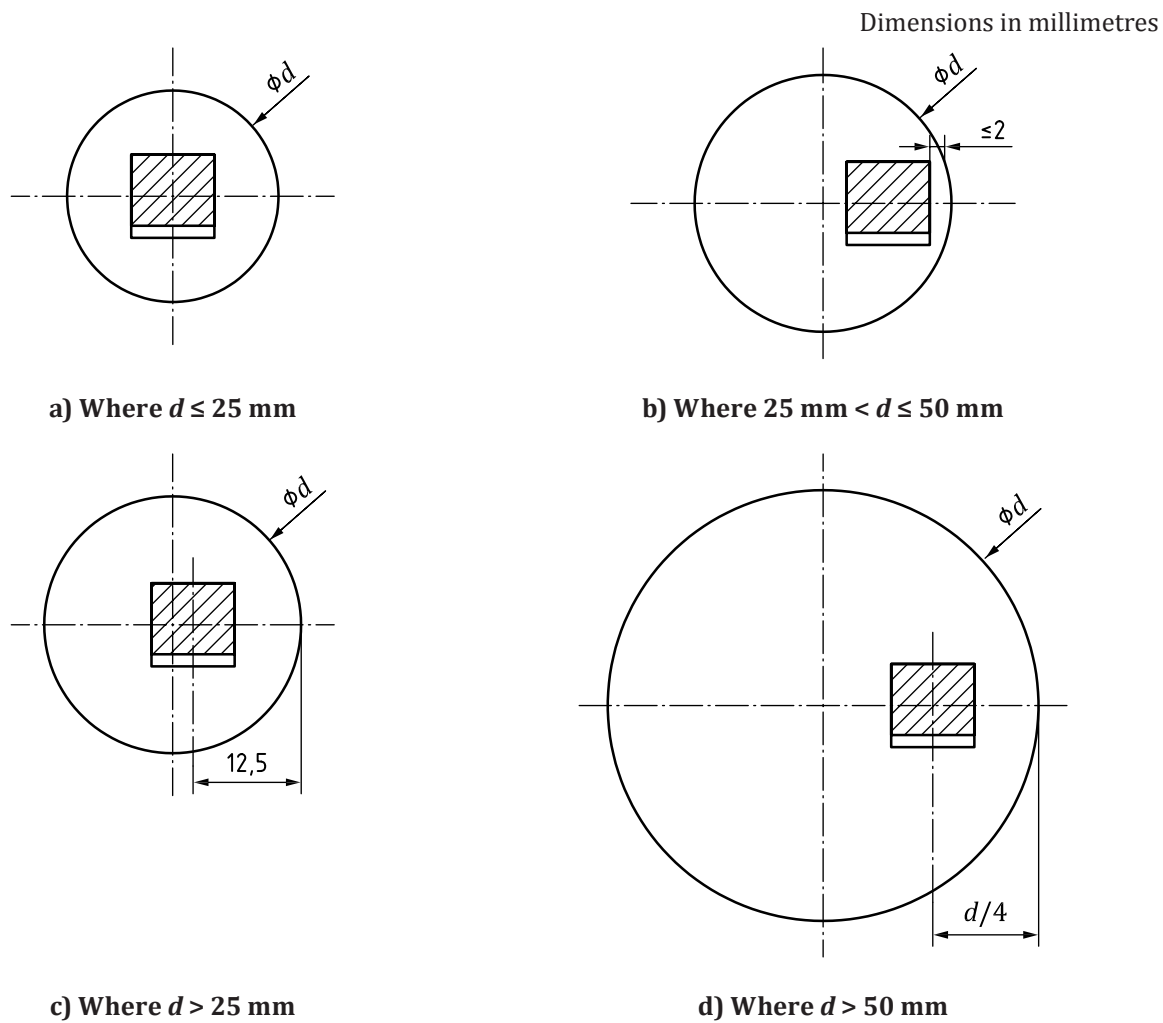 Dimensions in millimetres
ϕd
ϕd
≤2
a) Where d ≤ 25 mm
b) Where 25 mm < d ≤ 50 mm
ϕd
12,5
ϕd
d/4
c) Where d > 25 mm
d) Where d > 50 mm